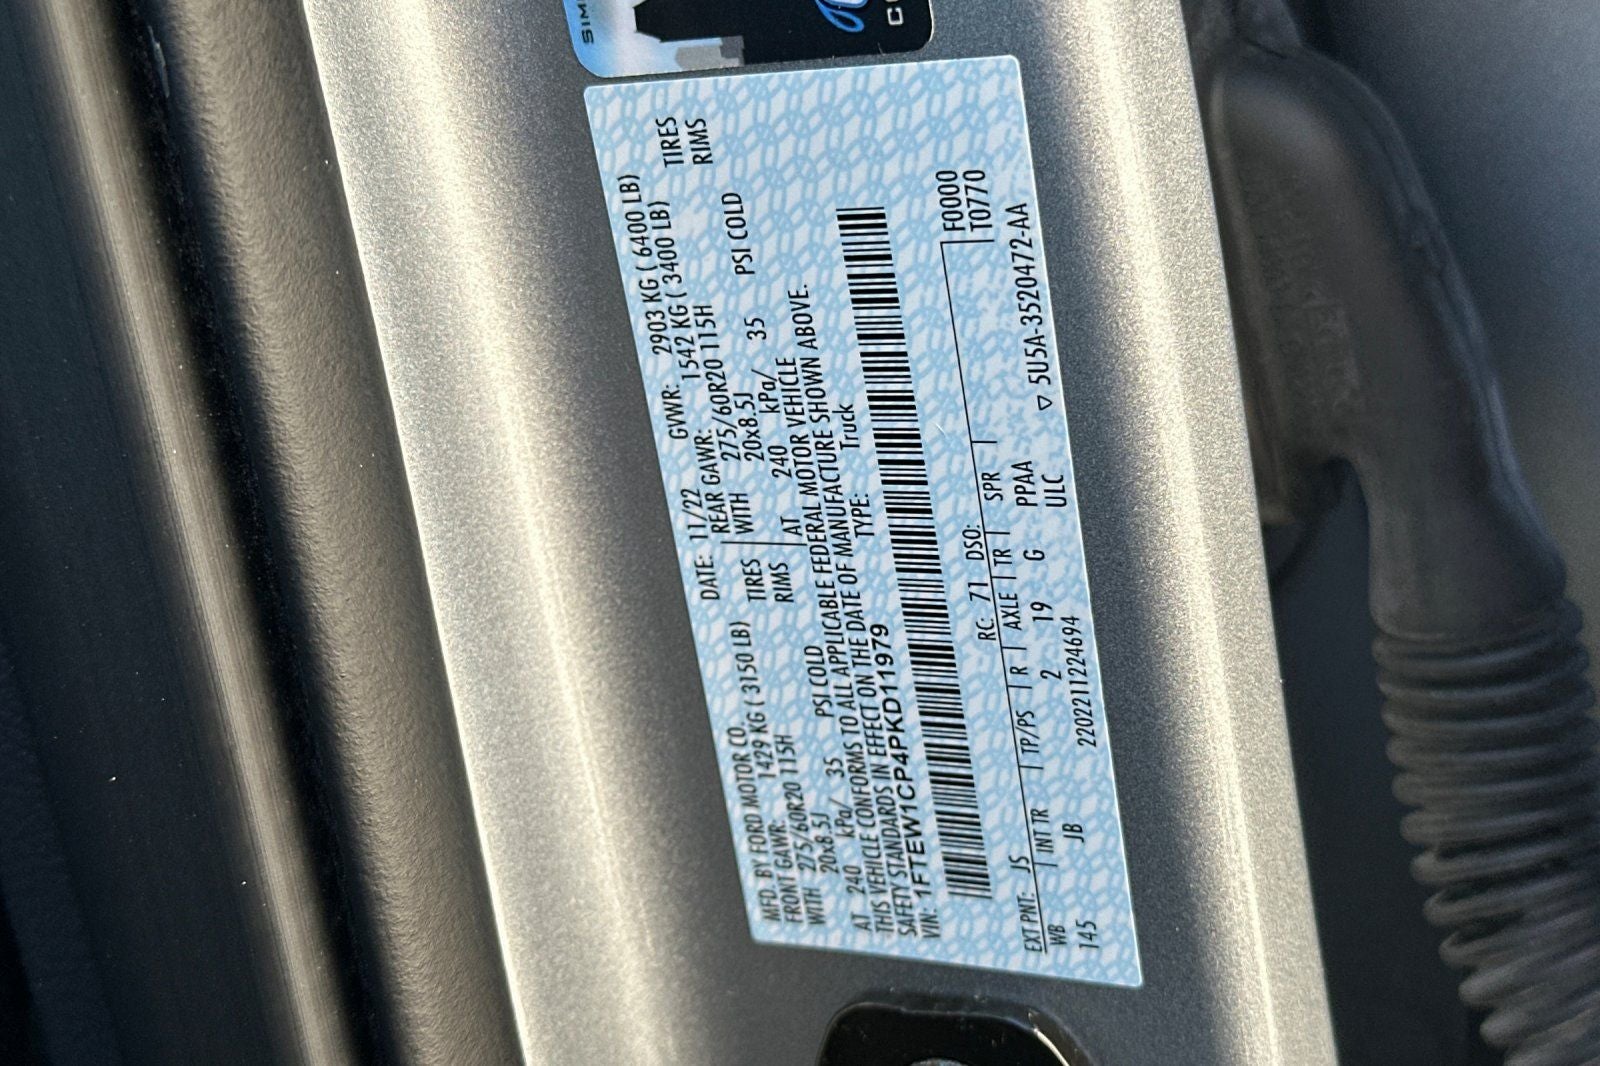 SIM
MFD. BY FORD MOTOR CO.
DATE: 11/22 GVWR: 2903 KG ( 6400 LB)
FRONT GAWR: 1429 KG ( 3150 LB)
REAR GAWR: 1542 KG ( 3400 LB)
WITH 275/60R20 115H TIRES
WITH 275/60R20 115H TIRES
20x8.5J RIMS
20x8.5J RIMS
AT 240 kPa/ 35 PSI COLD
AT 240 kPa/ 35 PSI COLD
THIS VEHICLE CONFORMS TO ALL APPLICABLE FEDERAL MOTOR VEHICLE
SAFETY STANDARDS IN EFFECT ON THE DATE OF MANUFACTURE SHOWN ABOVE.
VIN: 1FTEW1CP4PKD11979 TYPE: Truck
F0000
T0770
EXT PNT: JS RC: 71 DSO:
WB INT TR TP/PS R AXLE TR SPR
145 JB 2 19 G PPAA
220221122 4694 ULC ▽ 5U5A-3520472-AA